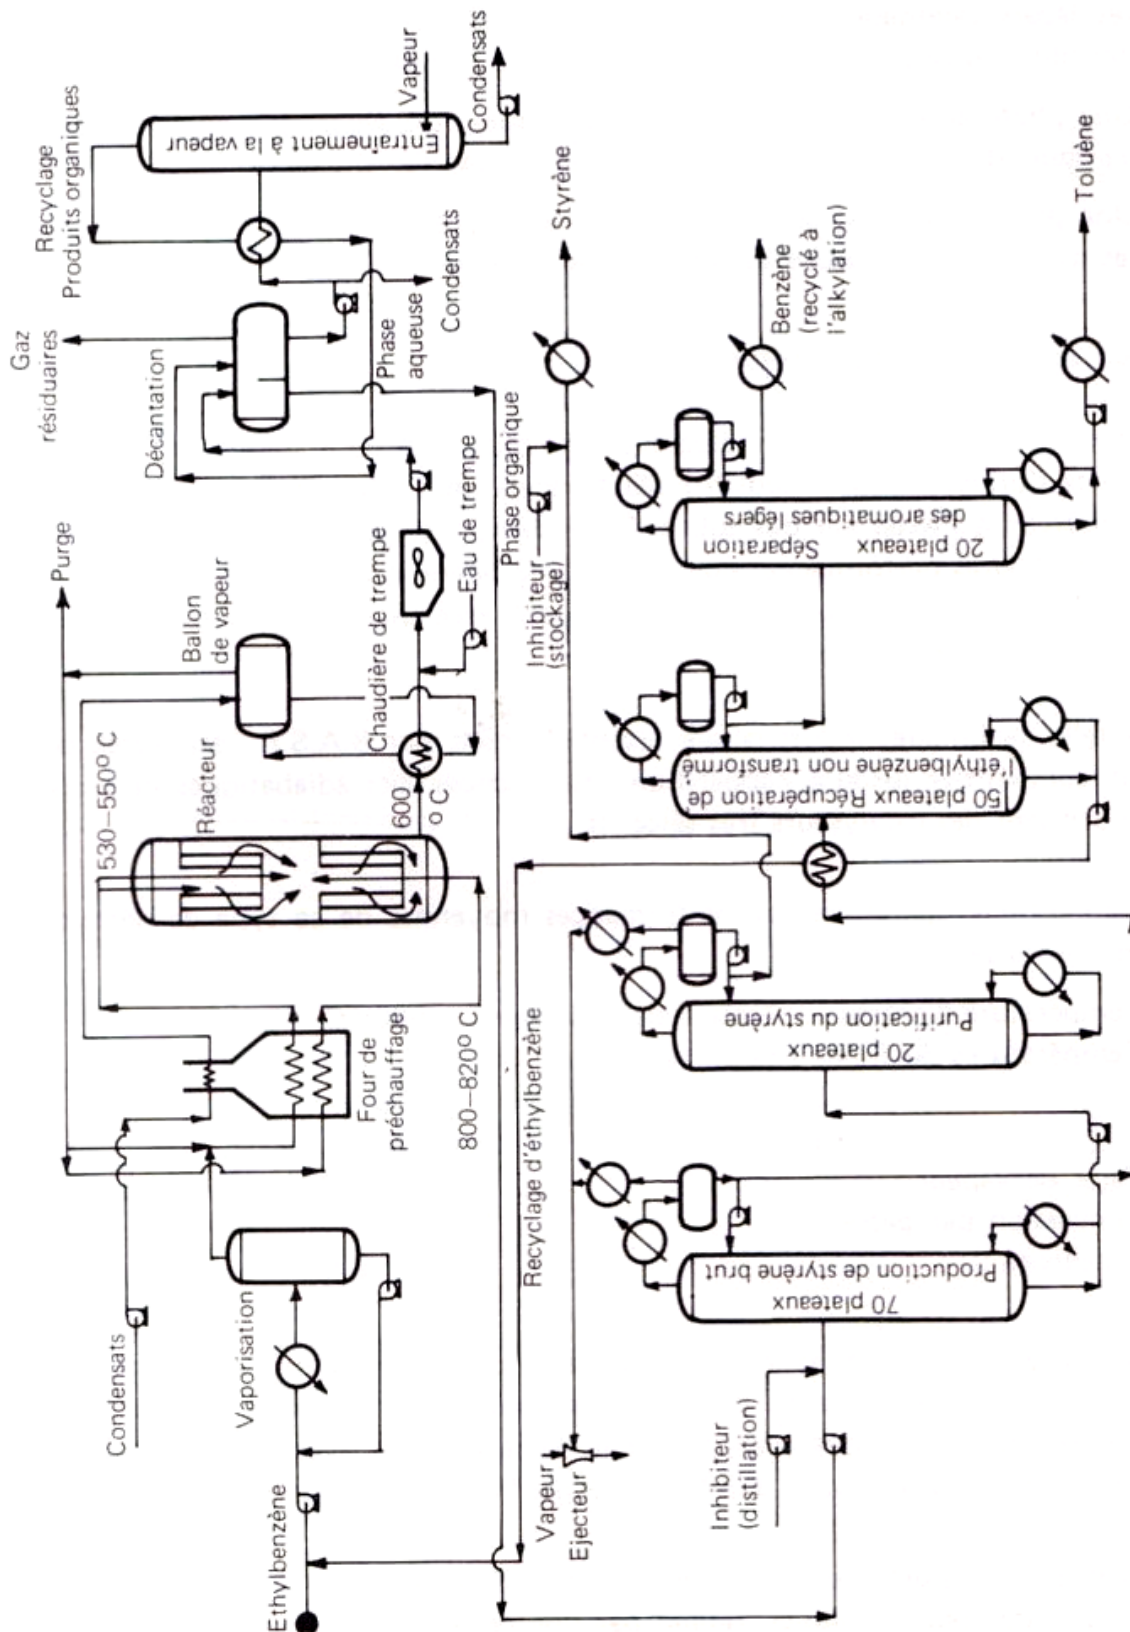 Ethylbenzène
Condensats
Vaporisation
Four de
préchauffage
800–820° C
530–550° C
Réacteur
600
° C
Ballon
de vapeur
Purge
Chaudière de trempe
Eau de trempe
Décantation
Gaz
résiduaires
Phase
aqueuse
Condensats
Recyclage
Produits organiques
Entraînement à la vapeur
Vapeur
Condensats
Phase organique
Recyclage d'éthylbenzène
Vapeur
Ejecteur
Inhibiteur
(distillation)
70 plateaux
Production de styrène brut
20 plateaux
Purification du styrène
50 plateaux Récupération de
l'éthylbenzène non transformé
20 plateaux Séparation
des aromatiques légers
Inhibiteur
(stockage)
Styrène
Benzène
(recyclé à
l'alkylation)
Toluène